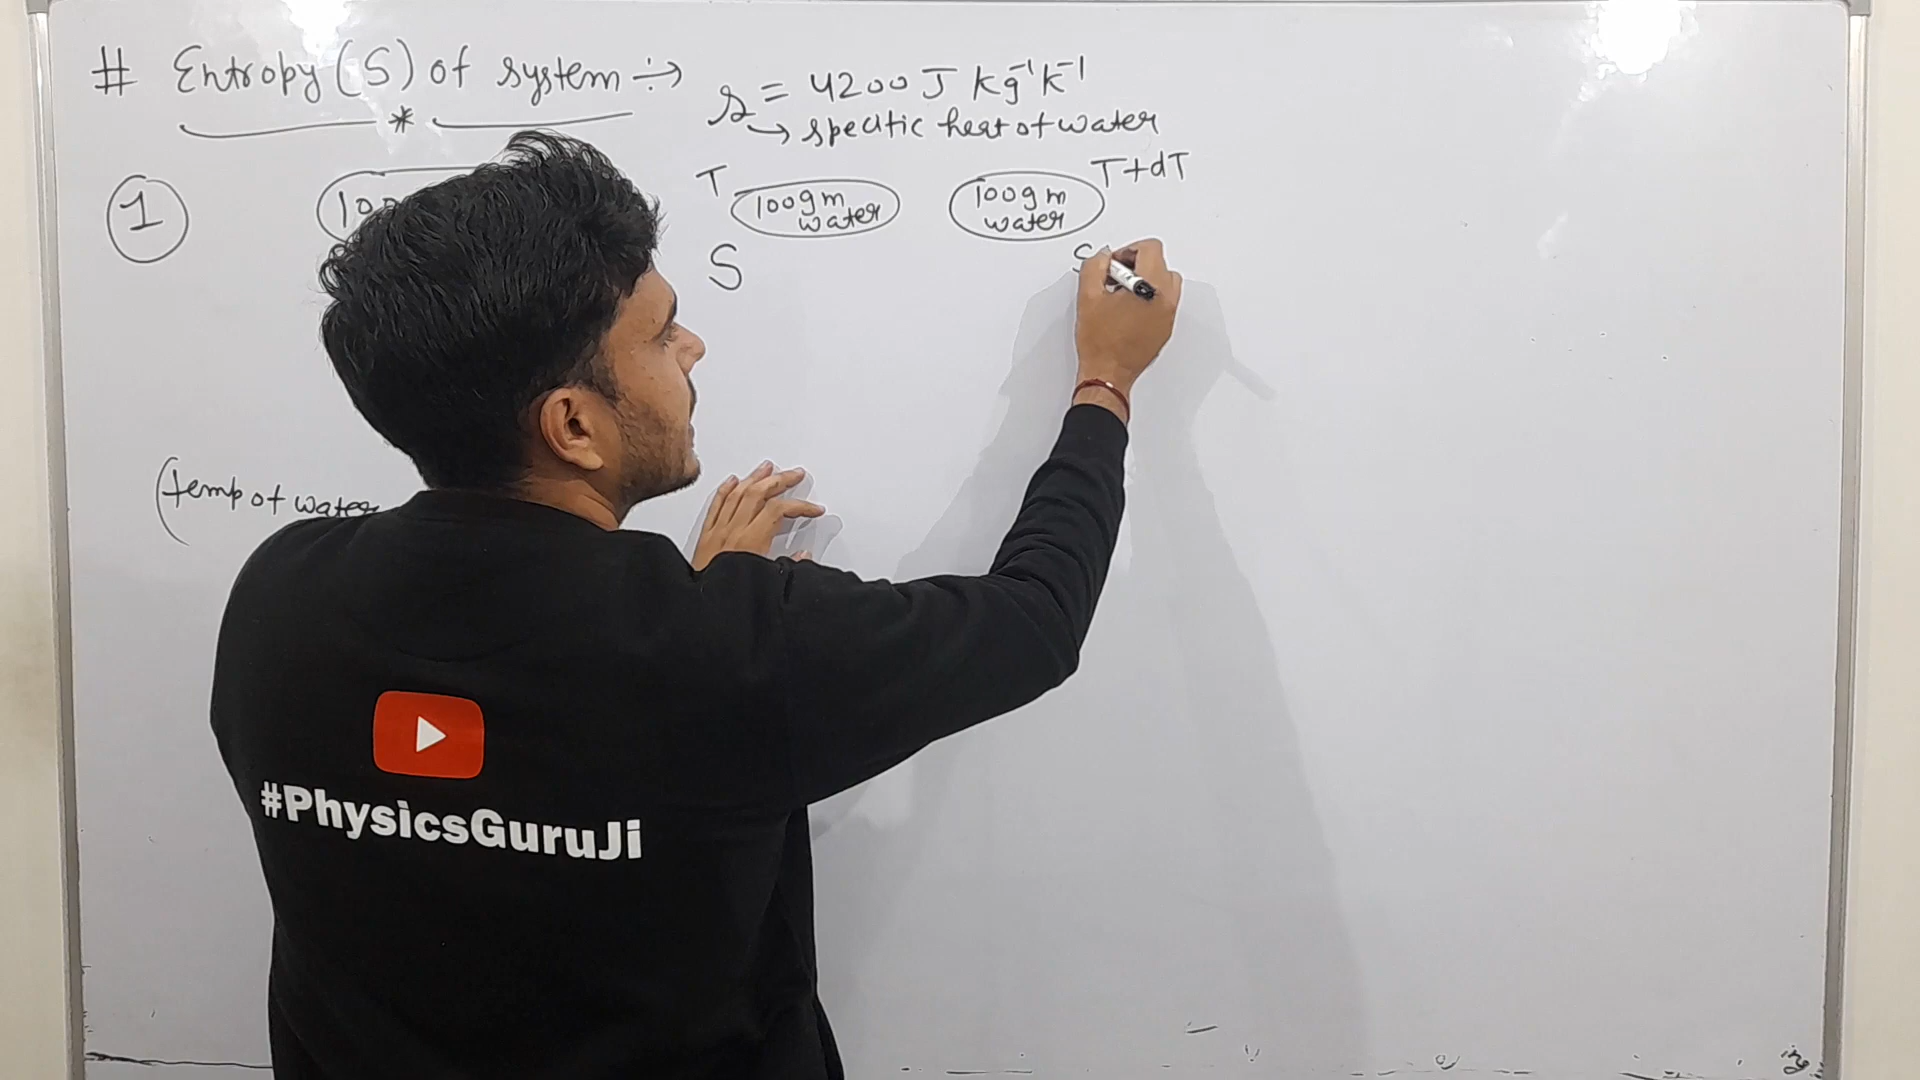 # Entropy (S) of system ÷→
s = 4200 J kg⁻¹ K⁻¹
→ specific heat of water
1
T
100gm
water
100gm
water
T+dT
S
S
(temp of water
#PhysicsGuruJi